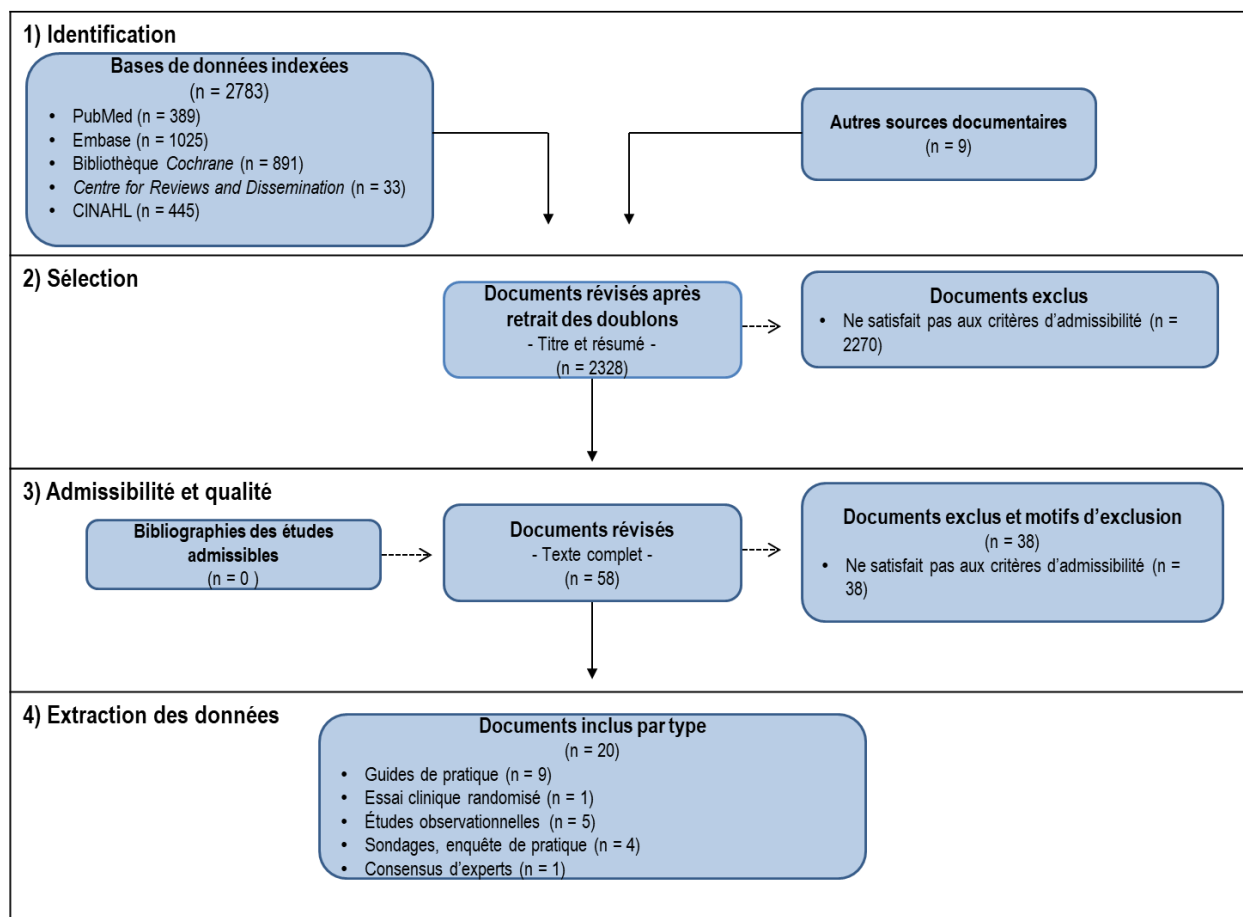 1) Identification
Bases de données indexées
(n = 2783)
• PubMed (n = 389)
• Embase (n = 1025)
• Bibliothèque Cochrane (n = 891)
• Centre for Reviews and Dissemination (n = 33)
• CINAHL (n = 445)
Autres sources documentaires
(n = 9)
2) Sélection
Documents révisés après
retrait des doublons
- Titre et résumé -
(n = 2328)
Documents exclus
• Ne satisfait pas aux critères d’admissibilité (n =
2270)
3) Admissibilité et qualité
Bibliographies des études
admissibles
(n = 0 )
Documents révisés
- Texte complet -
(n = 58)
Documents exclus et motifs d’exclusion
(n = 38)
• Ne satisfait pas aux critères d’admissibilité (n =
38)
4) Extraction des données
Documents inclus par type
(n = 20)
• Guides de pratique (n = 9)
• Essai clinique randomisé (n = 1)
• Études observationnelles (n = 5)
• Sondages, enquête de pratique (n = 4)
• Consensus d’experts (n = 1)